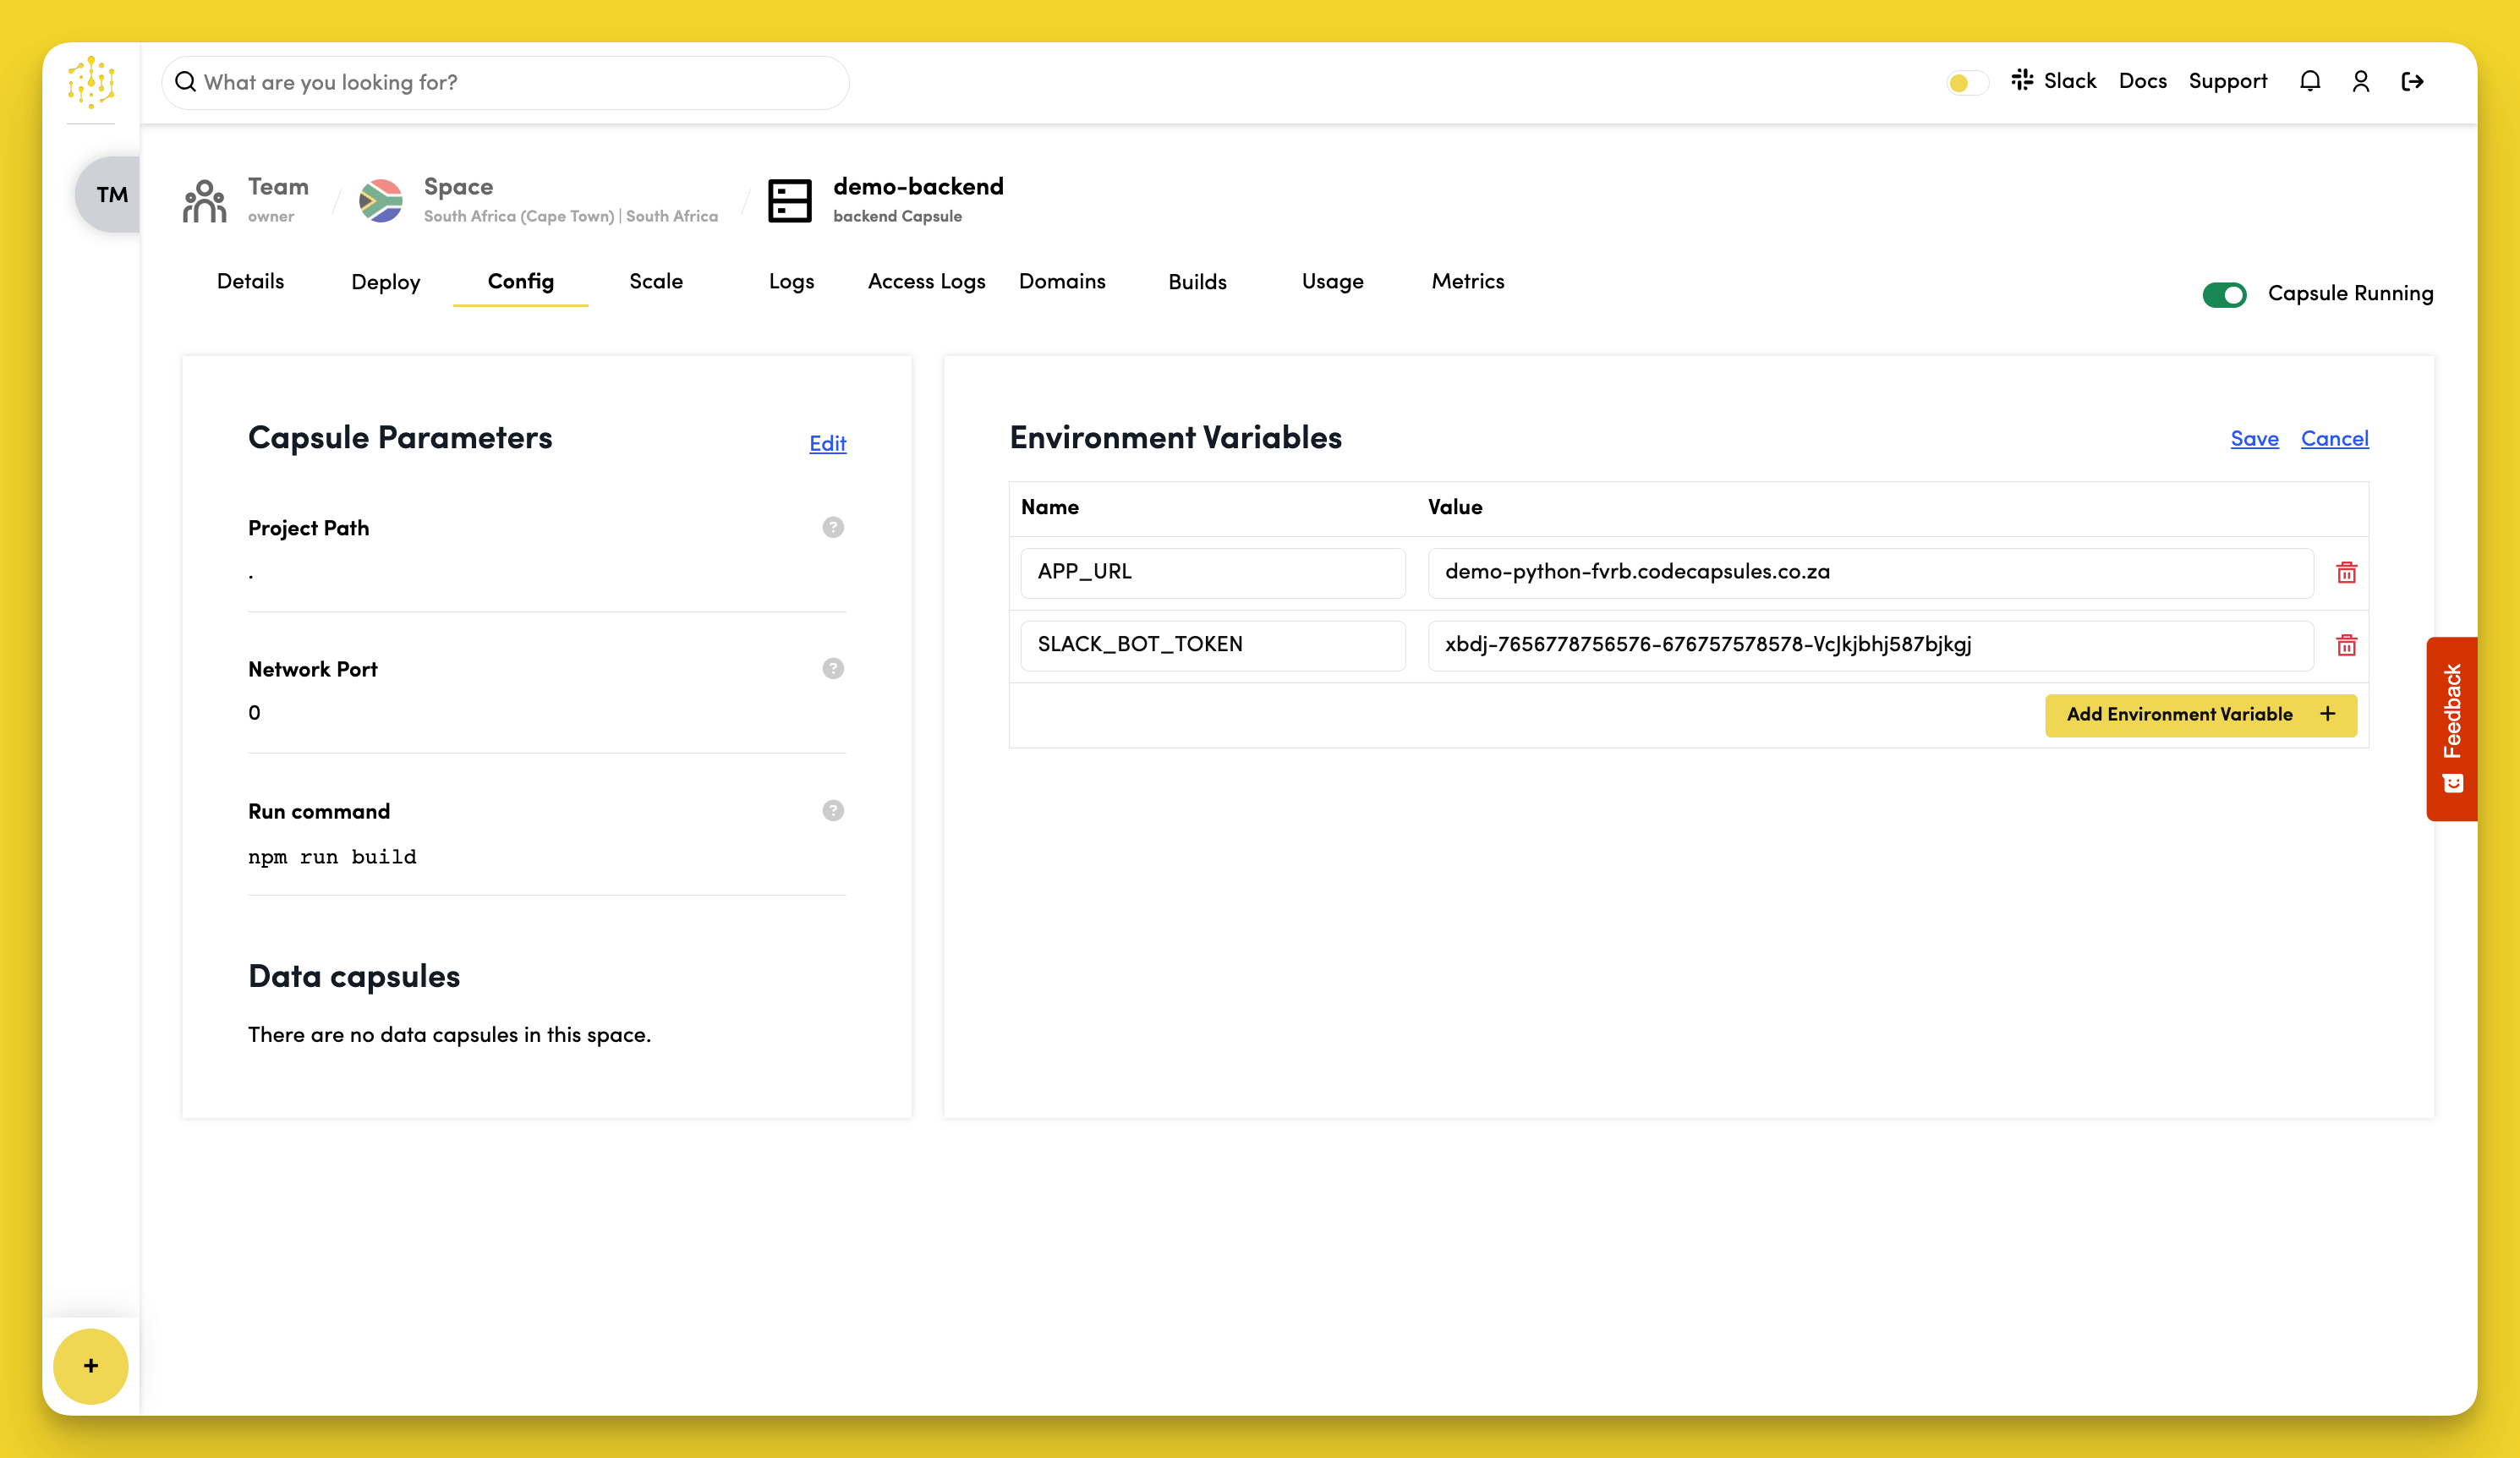 What are you looking for?
Slack Docs Support
TM
Team
owner
Space
South Africa (Cape Town) | South Africa
demo-backend
backend Capsule
Details Deploy Config Scale Logs Access Logs Domains Builds Usage Metrics
Capsule Running
Capsule Parameters
Edit
Project Path
?
.
Network Port
?
0
Run command
?
npm run build
Data capsules
There are no data capsules in this space.
Environment Variables
Save Cancel
Name Value
APP_URL demo-python-fvrb.codecapsules.co.za
SLACK_BOT_TOKEN xbdj-7656778756576-676757578578-VcJkjbhj587bjkgj
Add Environment Variable +
Feedback
+